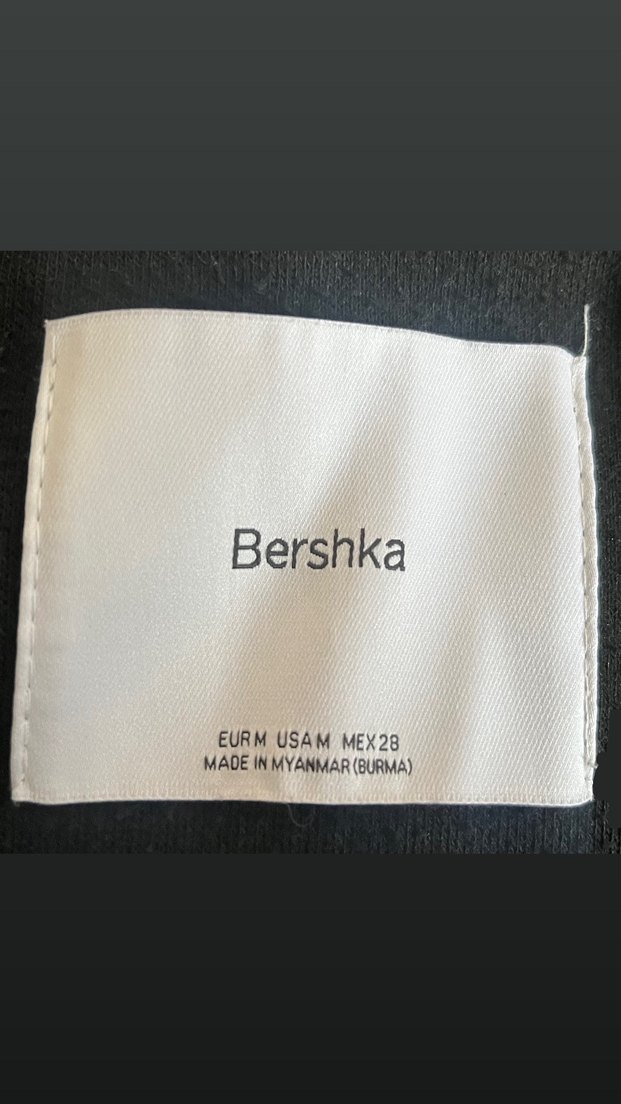 Bershka
EUR M USA M MEX 28
MADE IN MYANMAR (BURMA)